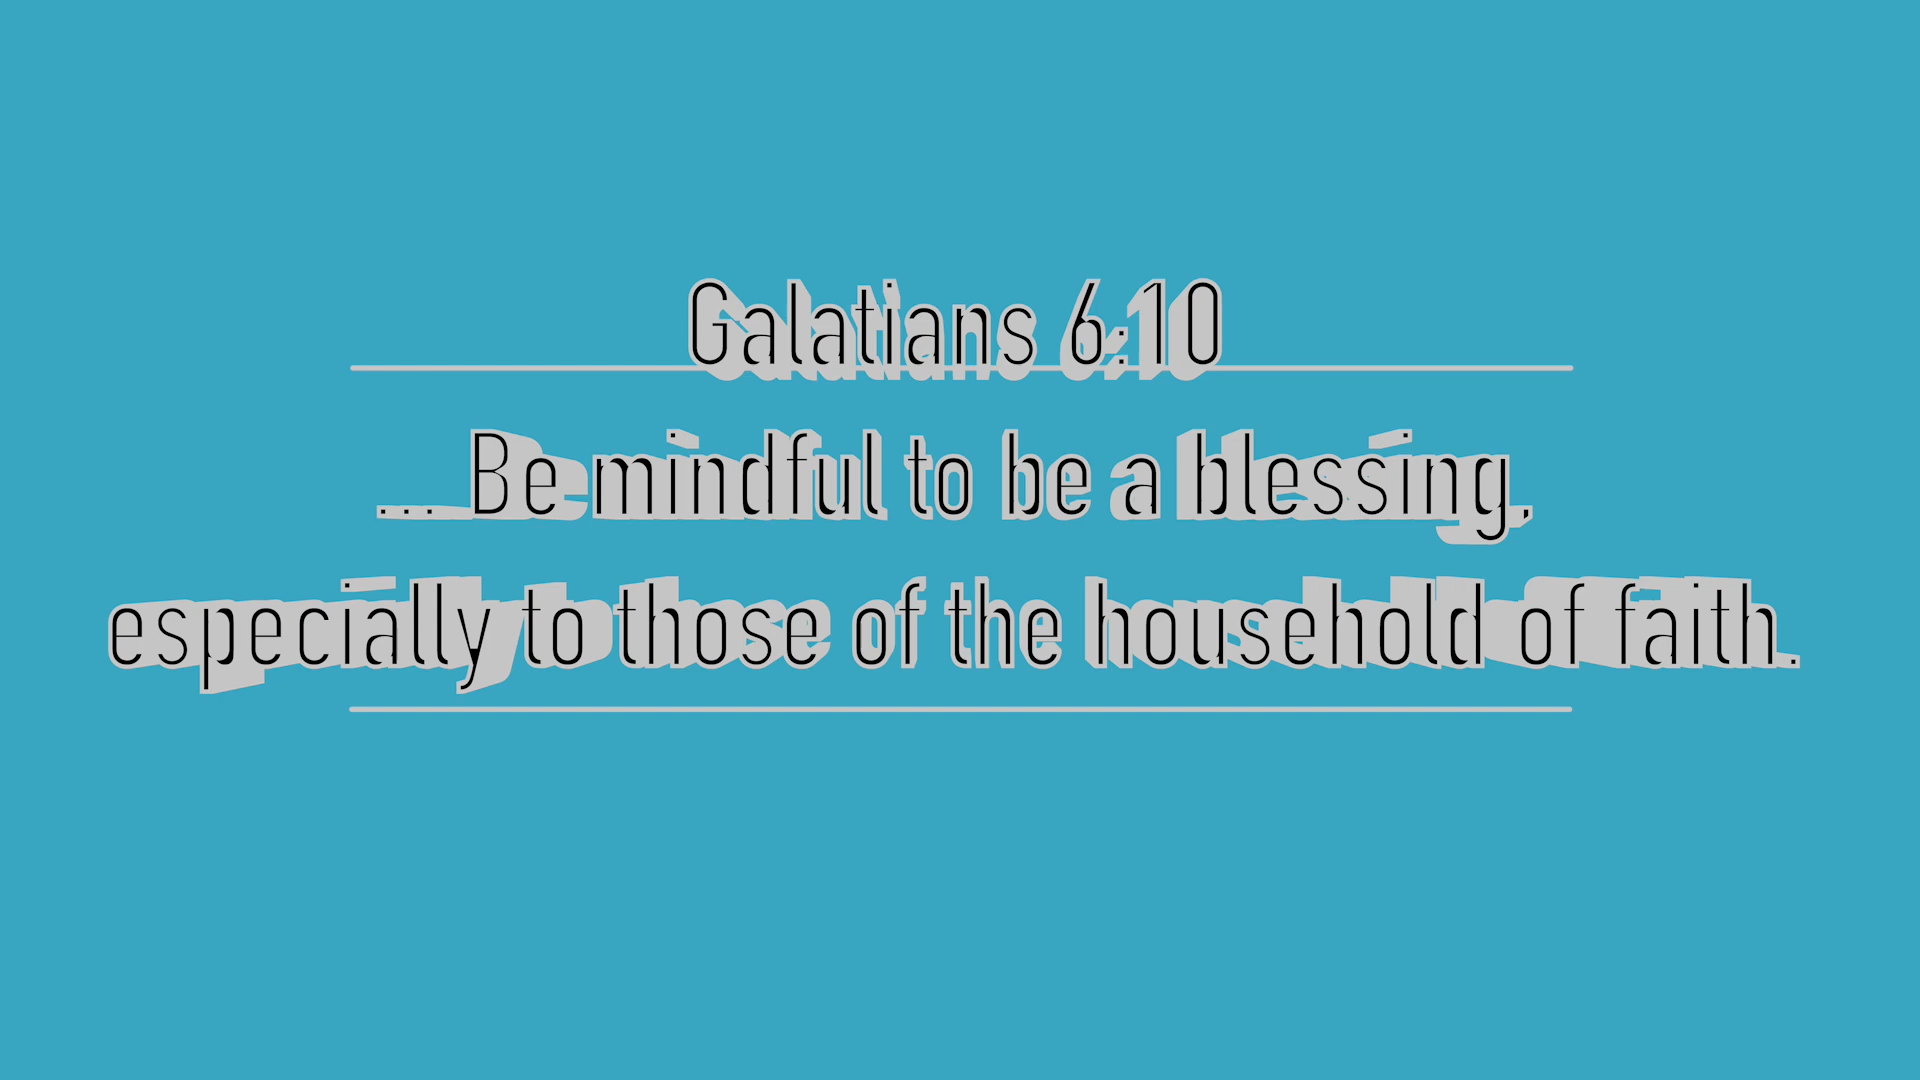 Galatians 6:10
... Be mindful to be a blessing,
especially to those of the household of faith.